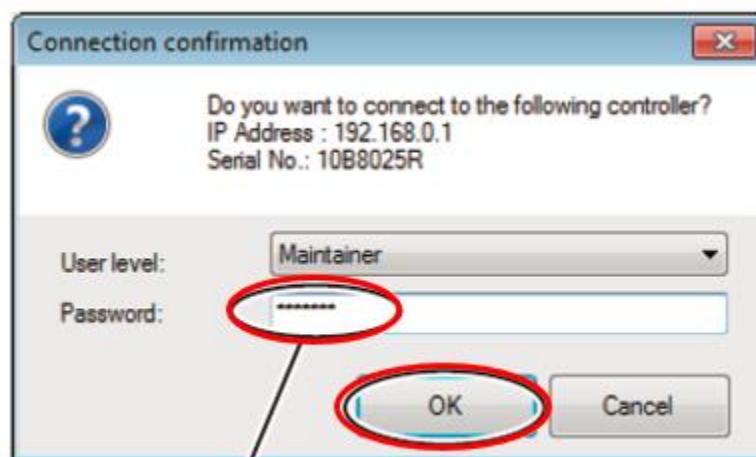 Connection confirmation
Do you want to connect to the following controller?
IP Address : 192.168.0.1
Serial No.: 10B8025R
User level:
Maintainer
Password:
*******
OK
Cancel